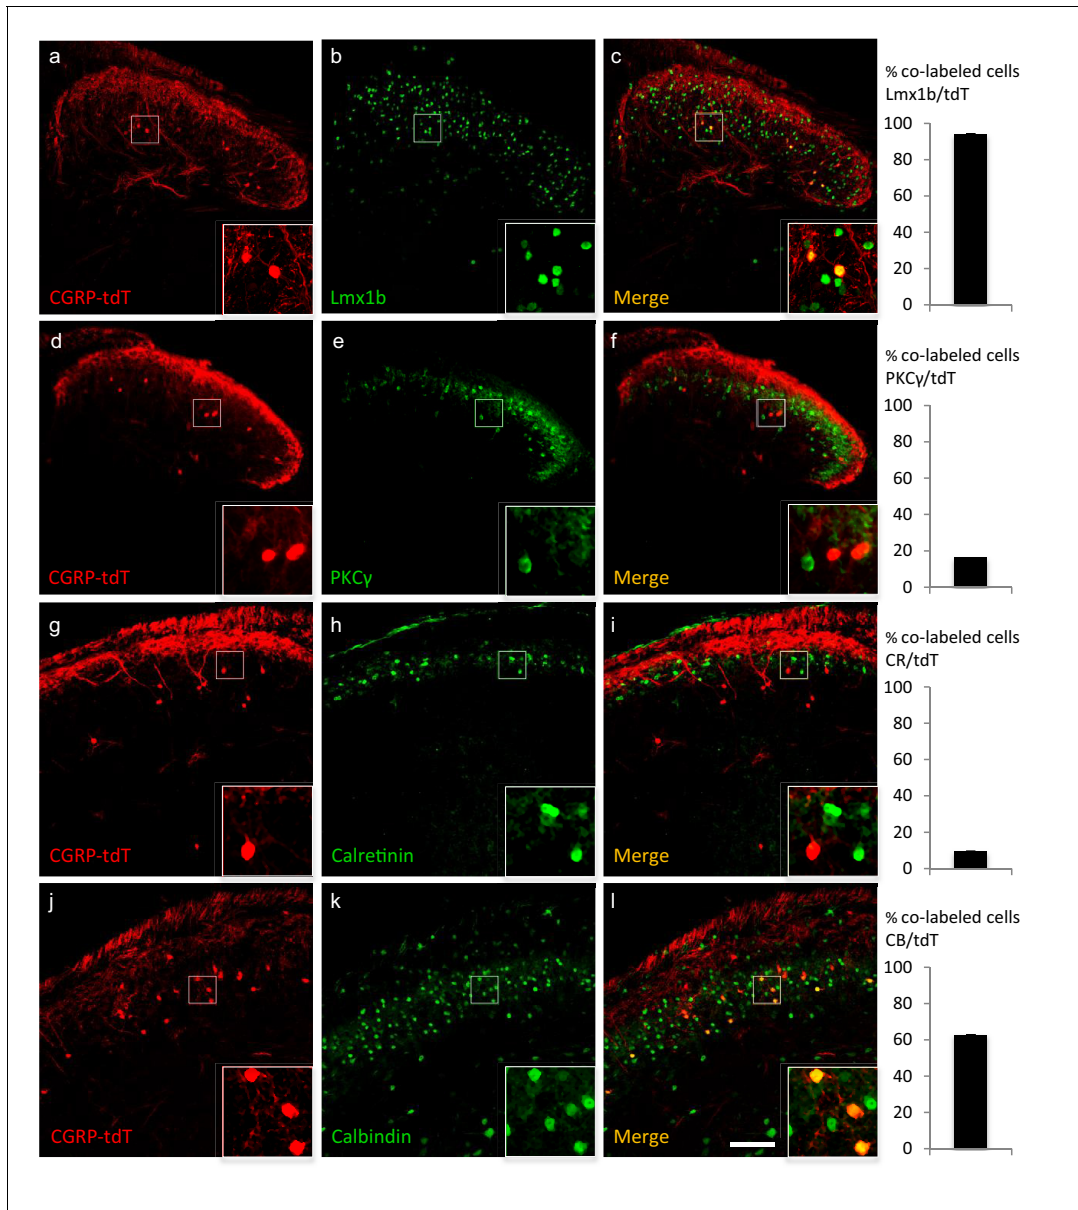 a
b
c
CGRP-tdT
Lmx1b
Merge
% co-labeled cells
Lmx1b/tdT
100
80
60
40
20
0
d
e
f
CGRP-tdT
PKCγ
Merge
% co-labeled cells
PKCγ/tdT
100
80
60
40
20
0
g
h
i
CGRP-tdT
Calretinin
Merge
% co-labeled cells
CR/tdT
100
80
60
40
20
0
j
k
l
CGRP-tdT
Calbindin
Merge
% co-labeled cells
CB/tdT
100
80
60
40
20
0